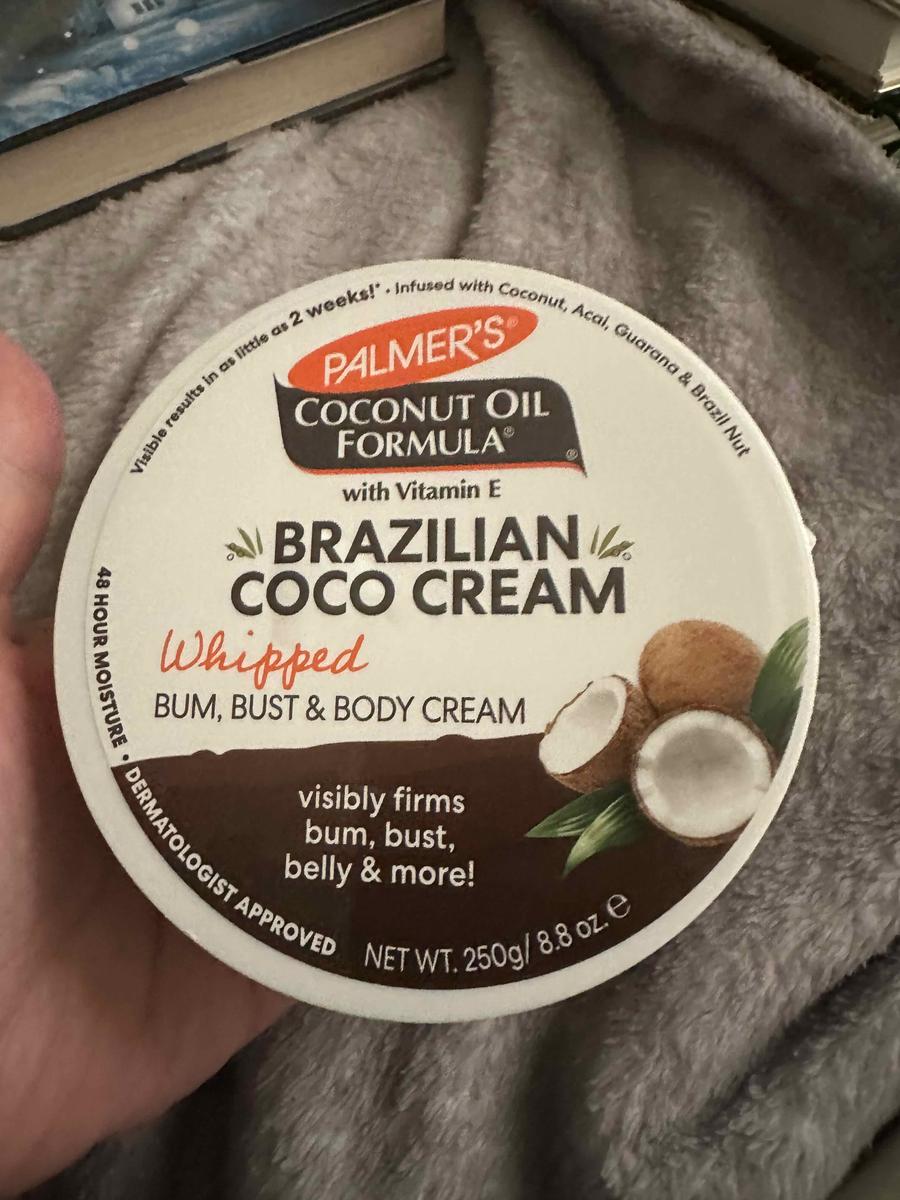 Visible results in as little as 2 weeks!* • Infused with Coconut, Acai, Guarana & Brazil Nut
PALMER'S®
COCONUT OIL
FORMULA®
®
with Vitamin E
BRAZILIAN
COCO CREAM
Whipped
BUM, BUST & BODY CREAM
visibly firms
bum, bust,
belly & more!
48 HOUR MOISTURE • DERMATOLOGIST APPROVED
NET WT. 250g/ 8.8 oz. ℮